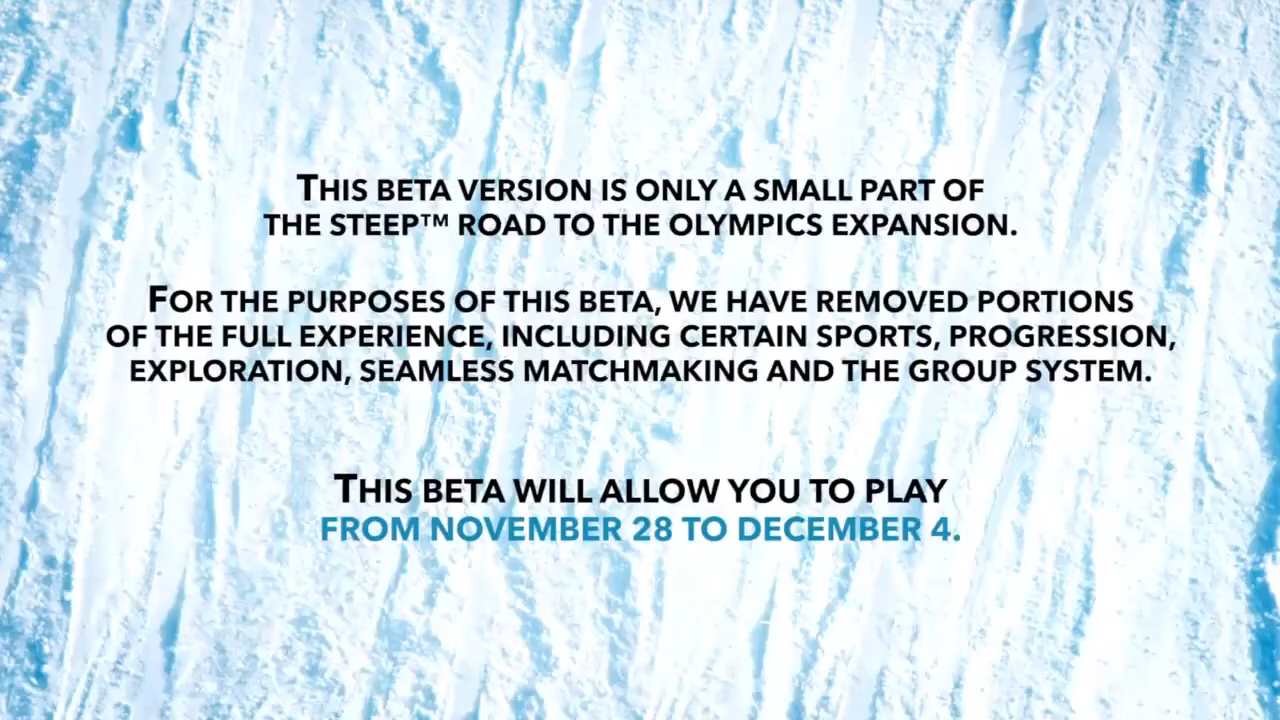 THIS BETA VERSION IS ONLY A SMALL PART OF
THE STEEP™ ROAD TO THE OLYMPICS EXPANSION.
FOR THE PURPOSES OF THIS BETA, WE HAVE REMOVED PORTIONS
OF THE FULL EXPERIENCE, INCLUDING CERTAIN SPORTS, PROGRESSION,
EXPLORATION, SEAMLESS MATCHMAKING AND THE GROUP SYSTEM.
THIS BETA WILL ALLOW YOU TO PLAY
FROM NOVEMBER 28 TO DECEMBER 4.